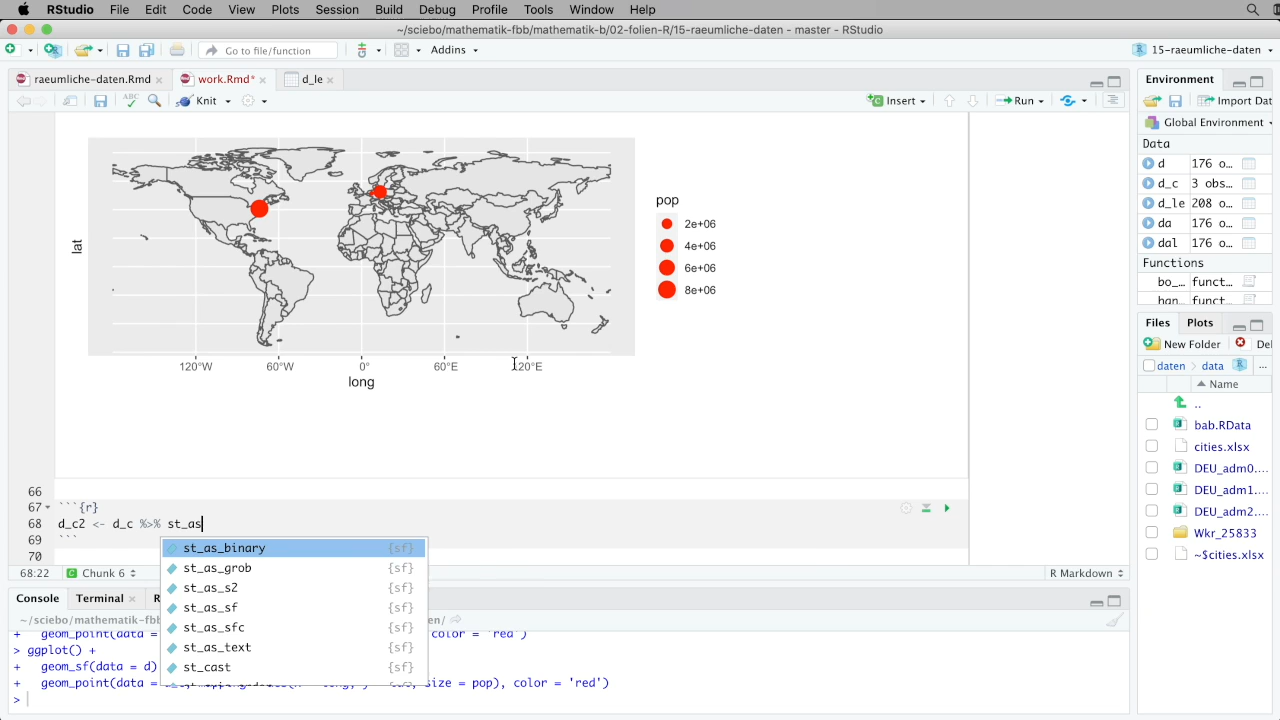 RStudio File Edit Code View Plots Session Build Debug Profile Tools Window Help
~/sciebo/mathematik-fbb/mathematik-b/02-folien-R/15-raeumliche-daten - master - RStudio
Go to file/function Addins 15-raeumliche-daten
raeumliche-daten.Rmd work.Rmd* d_le
ABC Knit Insert Run
lat
120°W 60°W 0° 60°E 120°E
long
pop
2e+06
4e+06
6e+06
8e+06
66
67 ```{r}
68 d_c2 <- d_c %>% st_as
69 ```
70
st_as_binary {sf}
st_as_grob {sf}
st_as_s2 {sf}
st_as_sf {sf}
st_as_sfc {sf}
st_as_text {sf}
st_cast {sf}
68:22 Chunk 6 R Markdown
Console Terminal R
~/sciebo/mathematik-fbb en/
+ geom_point(data = color = 'red')
> ggplot() +
+ geom_sf(data = d)
+ geom_point(data = size = pop), color = 'red')
>
Environment
Import Dat
Global Environment
Data
d 176 o…
d_c 3 obs…
d_le 208 o…
da 176 o…
dal 176 o…
Functions
bo_… funct…
han… funct…
Files Plots
New Folder Del
daten data ...
Name
..
bab.RData
cities.xlsx
DEU_adm0.…
DEU_adm1.…
DEU_adm2.…
Wkr_25833
~$cities.xlsx